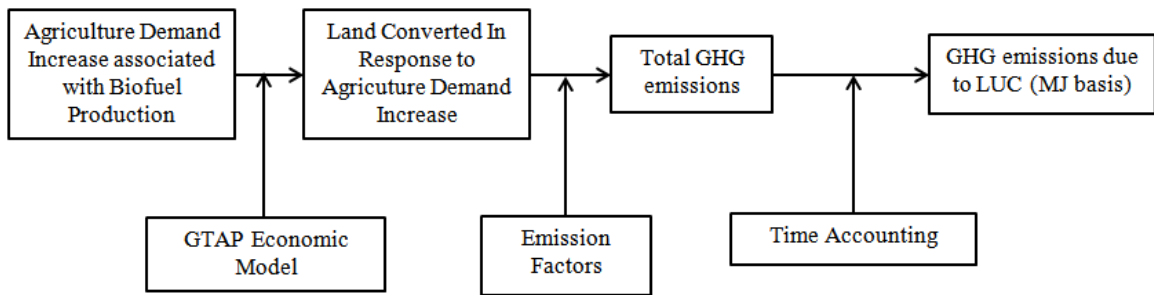 Agriculture Demand
Increase associated
with Biofuel
Production
Land Converted In
Response to
Agricuture Demand
Increase
Total GHG
emissions
GHG emissions due
to LUC (MJ basis)
GTAP Economic
Model
Emission
Factors
Time Accounting